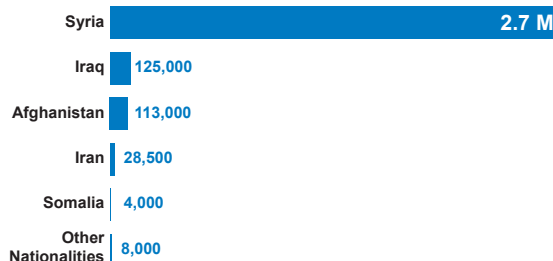 Syria 2.7 M
Iraq 125,000
Afghanistan 113,000
Iran 28,500
Somalia 4,000
Other
Nationalities 8,000